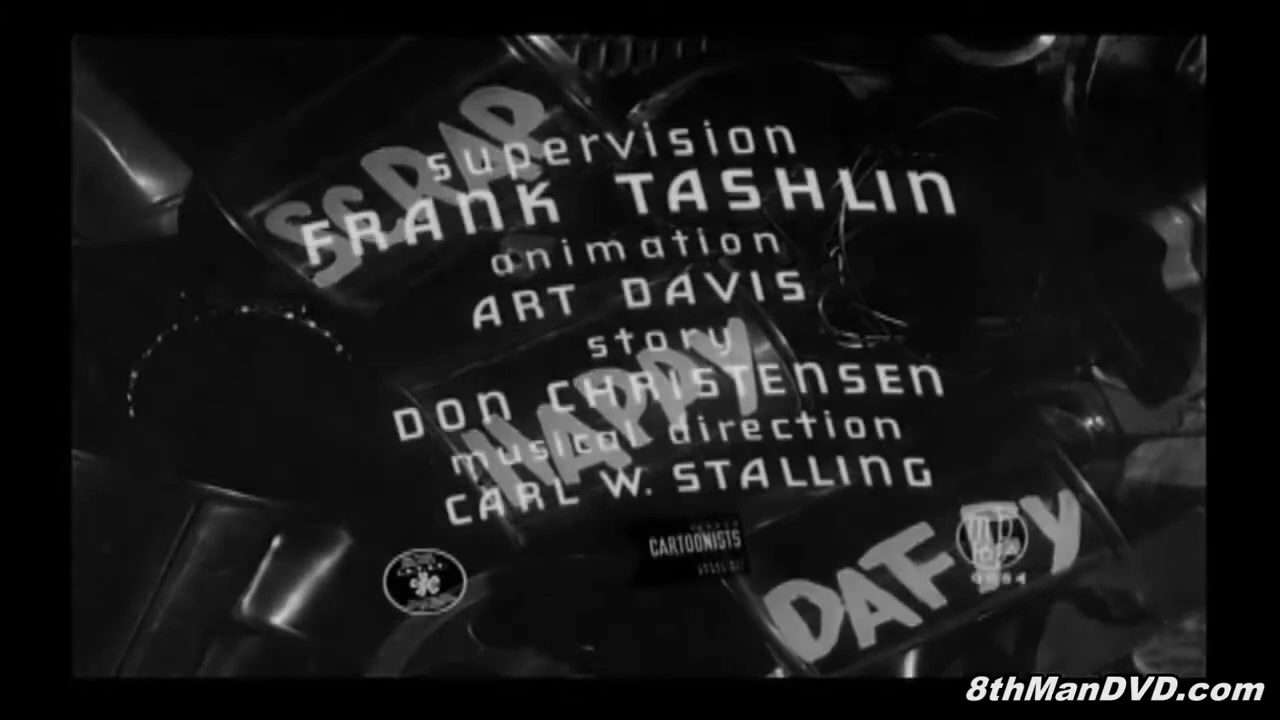 SCRAP
supervision
FRANK TASHLIN
animation
ART DAVIS
story
DON CHRISTENSEN
HAPPY
musical direction
CARL W. STALLING
CARTOONISTS
DAFFY
8thManDVD.com